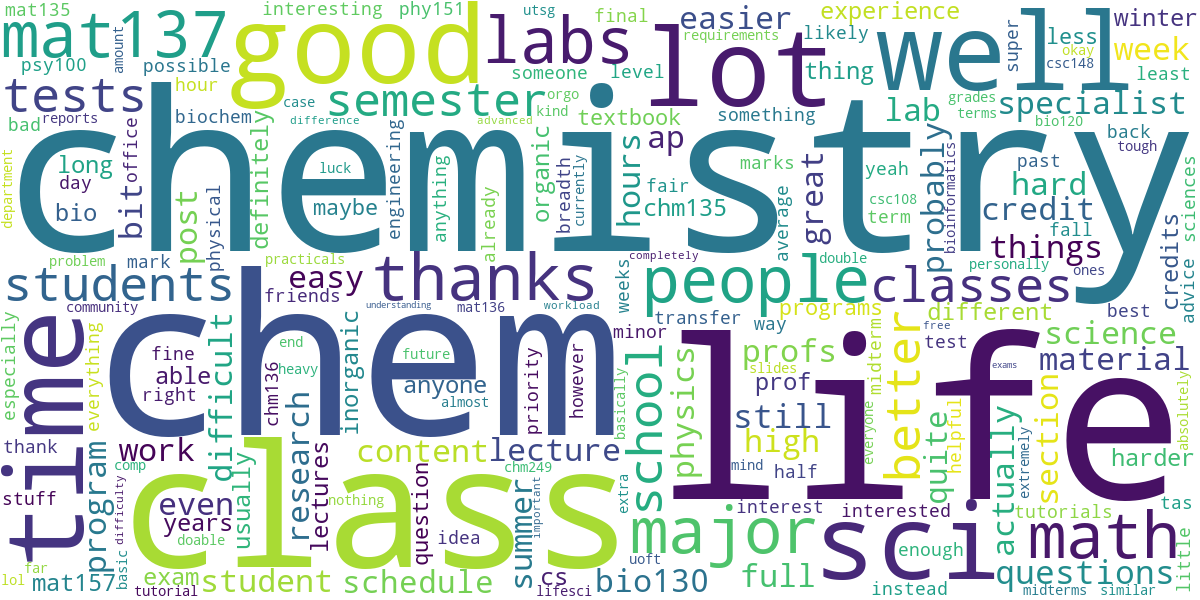 mat135
interesting
phy151
utsg
final
experience
winter
mat137
good
labs
someone
requirements
easier
likely
lot
well
super
less
okay
week
psy100
amount
possible
level
thing
csc148
least
tests
hour
case
orgo
kind
semester
textbook
something
lab
grades
terms
specialist
bad
reports
biochem
difference
advanced
ap
bio120
back
tough
chemistry
long
day
bio
office
bit
post
physical
definitely
luck
maybe
engineering
anything
already
organic
breadth
currently
hours
fair
chm135
marks
average
great
yeah
csc108
term
probably
bioinformatics
past
hard
credit
fall
things
credits
sciences
advice
department
problem
mark
students
practicals
easy
friends
thanks
completely
weeks
people
double
classes
personally
ones
community
understanding
mat136
workload
transfer
way
programs
different
best
chem
life
minor
free
test
science
especially
time
everything
fine
able
right
difficult
chm136
end
heavy
inorganic
future
anyone
almost
priority
however
basically
school
physics
profs
prof
slides
midterm
still
high
everyone
better
exams
material
absolutely
thank
work
program
content
lecture
mind
half
helpful
quite
actually
section
extremely
harder
stuff
comp
difficulty
even
years
usually
research
lectures
nothing
question
chm249
idea
important
summer
extra
major
interest
interested
sci
enough
math
tutorials
tas
class
doable
lol
far
mat157
basic
tutorial
exam
student
schedule
cs
lifesci
bio130
uoft
full
instead
questions
midterms
similar
little